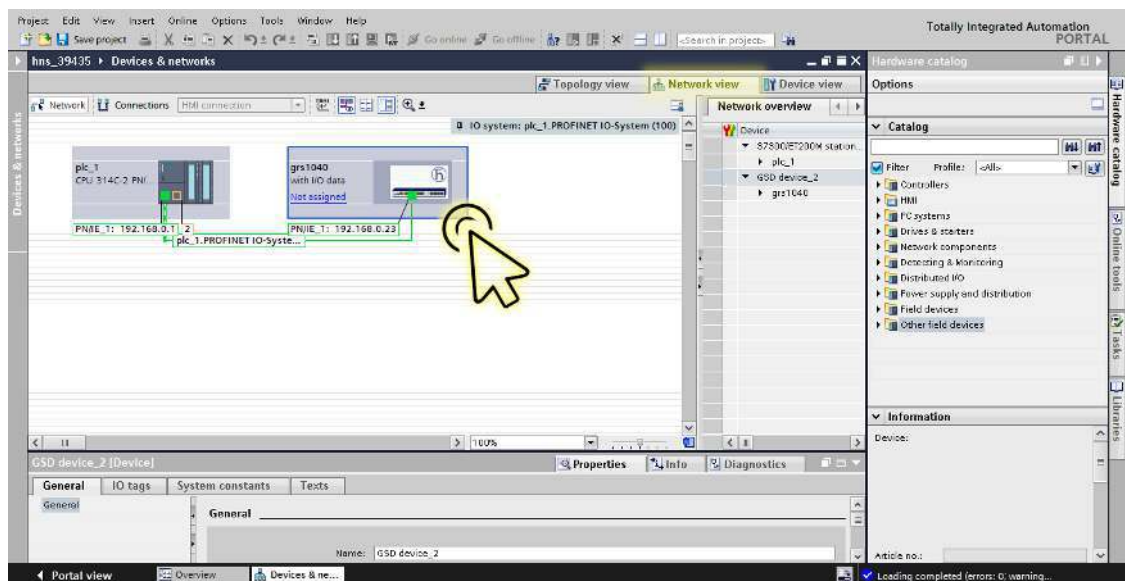 Project Edit View Insert Online Options Tools Window Help
Totally Integrated Automation
PORTAL
Save project
Go online
Go offline
<Search in project>
hns_39435 ▸ Devices & networks
Hardware catalog
Topology view
Network view
Device view
Options
Network
Connections
HMI connection
Network overview
IO system: plc_1.PROFINET IO-System (100)
Catalog
Device
S7300/ET200M station...
plc_1
GSD device_2
grs1040
Filter Profile: <All>
Controllers
HMI
PC systems
Drives & starters
Network components
Detecting & Monitoring
Distributed I/O
Power supply and distribution
Field devices
Other field devices
plc_1
CPU 314C-2 PN/...
grs1040
with I/O data
Not assigned
PN/IE_1: 192.168.0.1
2
PN/IE_1: 192.168.0.23
plc_1.PROFINET IO-Syste...
100%
Information
Device:
Article no.:
GSD device_2 [Device]
Properties
Info
Diagnostics
General
IO tags
System constants
Texts
General
General
Name: GSD device_2
Devices & networks
Hardware catalog
Online tools
Tasks
Libraries
Portal view
Overview
Devices & ne...
Loading completed (errors: 0; warning...